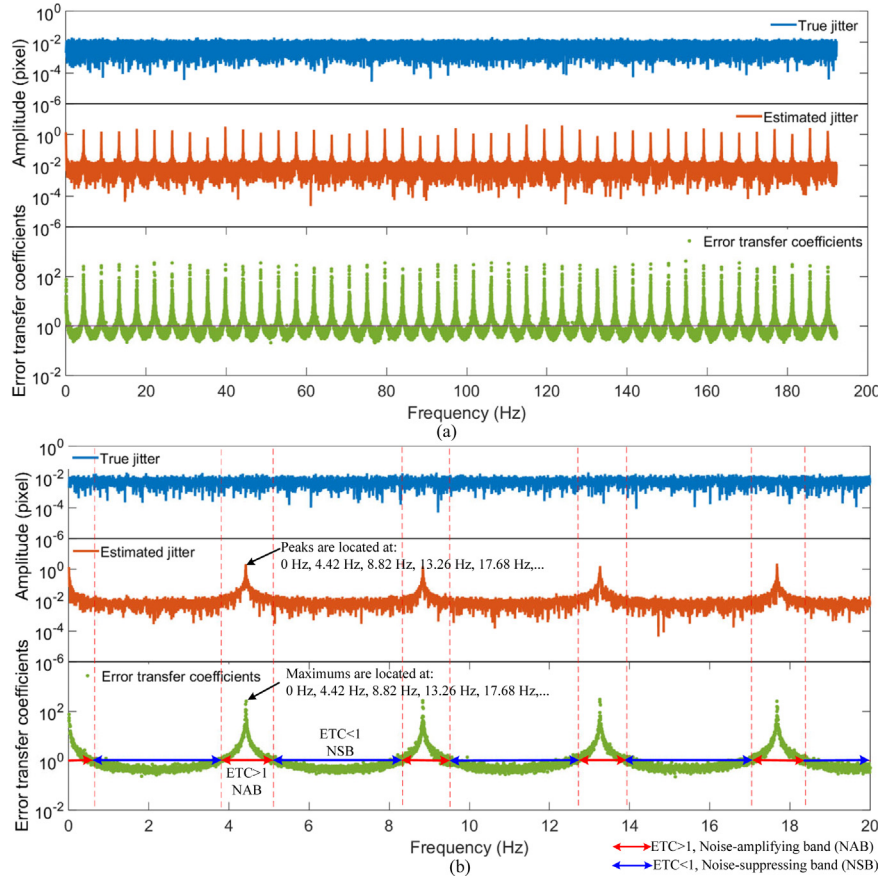 10^0
True jitter
10^-2
10^-4
10^-6
Amplitude (pixel)
Estimated jitter
10^0
10^-2
10^-4
10^-6
Error transfer coefficients
Error transfer coefficients
10^2
10^0
10^-2
0 20 40 60 80 100 120 140 160 180 200
Frequency (Hz)
(a)
10^0
True jitter
10^-2
10^-4
10^-6
Amplitude (pixel)
Estimated jitter
Peaks are located at:
0 Hz, 4.42 Hz, 8.82 Hz, 13.26 Hz, 17.68 Hz,...
10^0
10^-2
10^-4
10^-6
Error transfer coefficients
Error transfer coefficients
Maximums are located at:
0 Hz, 4.42 Hz, 8.82 Hz, 13.26 Hz, 17.68 Hz,...
10^2
10^0
10^-2
ETC<1
NSB
ETC>1
NAB
0 2 4 6 8 10 12 14 16 18 20
Frequency (Hz)
(b)
ETC>1, Noise-amplifying band (NAB)
ETC<1, Noise-suppressing band (NSB)